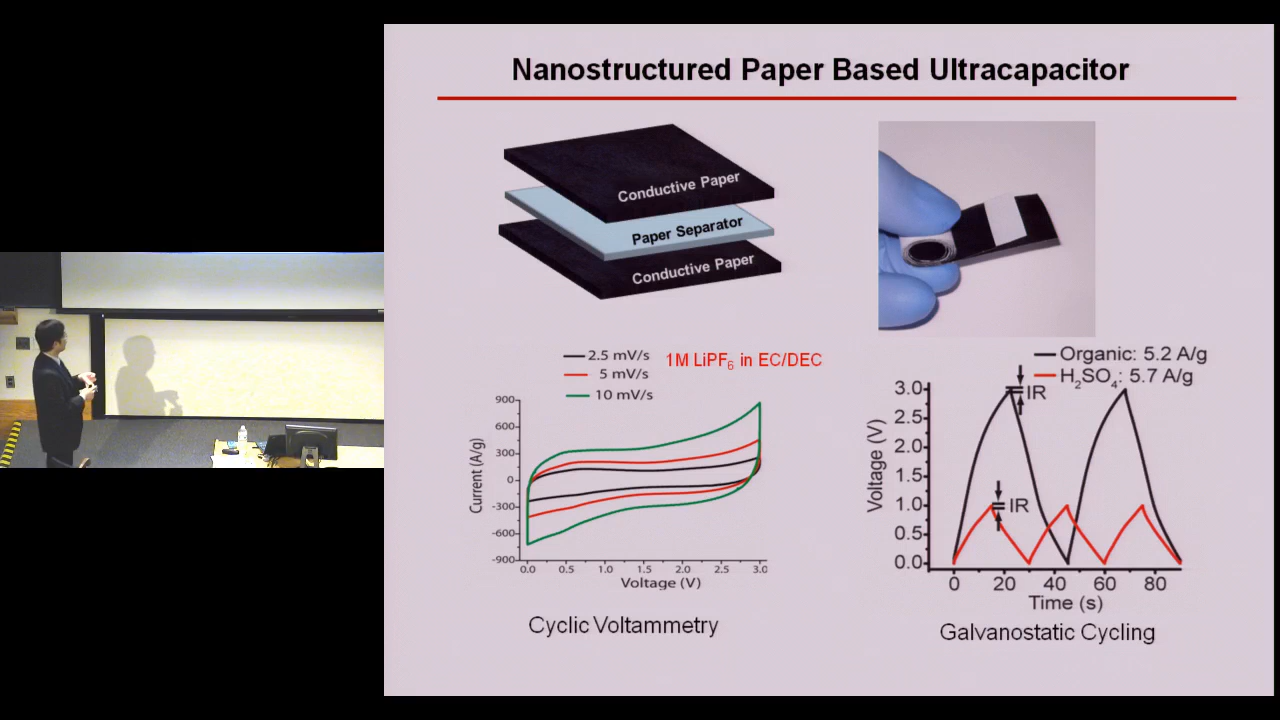 Nanostructured Paper Based Ultracapacitor
Conductive Paper
Paper Separator
Conductive Paper
2.5 mV/s
5 mV/s
10 mV/s
1M LiPF6 in EC/DEC
900
600
300
0
-300
-600
-900
Current (A/g)
0.0 0.5 1.0 1.5 2.0 2.5 3.0
Voltage (V)
Cyclic Voltammetry
Organic: 5.2 A/g
H2SO4: 5.7 A/g
IR
IR
3.0
2.5
2.0
1.5
1.0
0.5
0.0
Voltage (V)
0 20 40 60 80
Time (s)
Galvanostatic Cycling